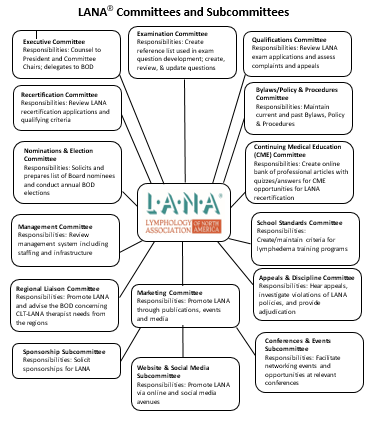 LANA® Committees and Subcommittees
Executive Committee
Responsibilities: Counsel to
President and Committee
Chairs; delegates to BOD
Examination Committee
Responsibilities: Create
reference list used in exam
question development; create,
review, & update questions
Qualifications Committee
Responsibilities: Review LANA
exam applications and assess
complaints and appeals
Recertification Committee
Responsibilities: Review LANA
recertification applications and
qualifying criteria
Bylaws/Policy & Procedures
Committee
Responsibilities: Maintain
current and past Bylaws, Policy
& Procedures
Nominations & Election
Committee
Responsibilities: Solicits and
prepares list of Board nominees
and conduct annual BOD
elections
Continuing Medical Education
(CME) Committee
Responsibilities: Create online
bank of professional articles with
quizzes/answers for CME
opportunities for LANA
recertification
L·A·N·A
LYMPHOLOGY
ASSOCIATION
OF NORTH
AMERICA
Management Committee
Responsibilities: Review
management system including
staffing and infrastructure
School Standards Committee
Responsibilities:
Create/maintain criteria for
lymphedema training programs
Regional Liaison Committee
Responsibilities: Promote LANA
and advise the BOD concerning
CLT-LANA therapist needs from
the regions
Marketing Committee
Responsibilities: Promote LANA
through publications, events
and media
Appeals & Discipline Committee
Responsibilities: Hear appeals,
investigate violations of LANA
policies, and provide
adjudication
Sponsorship Subcommittee
Responsibilities: Solicit
sponsorships for LANA
Website & Social Media
Subcommittee
Responsibilities: Promote LANA
via online and social media
avenues
Conferences & Events
Subcommittee
Responsibilities: Facilitate
networking events and
opportunities at relevant
conferences